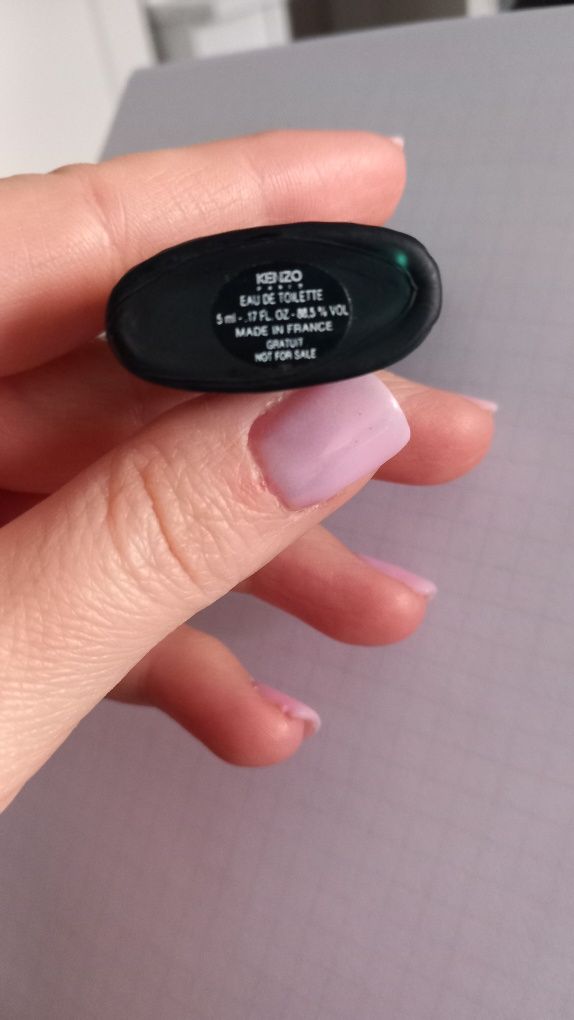 KENZO
PARIS
EAU DE TOILETTE
5 ml - .17 FL. OZ - 88,5 % VOL
MADE IN FRANCE
GRATUIT
NOT FOR SALE